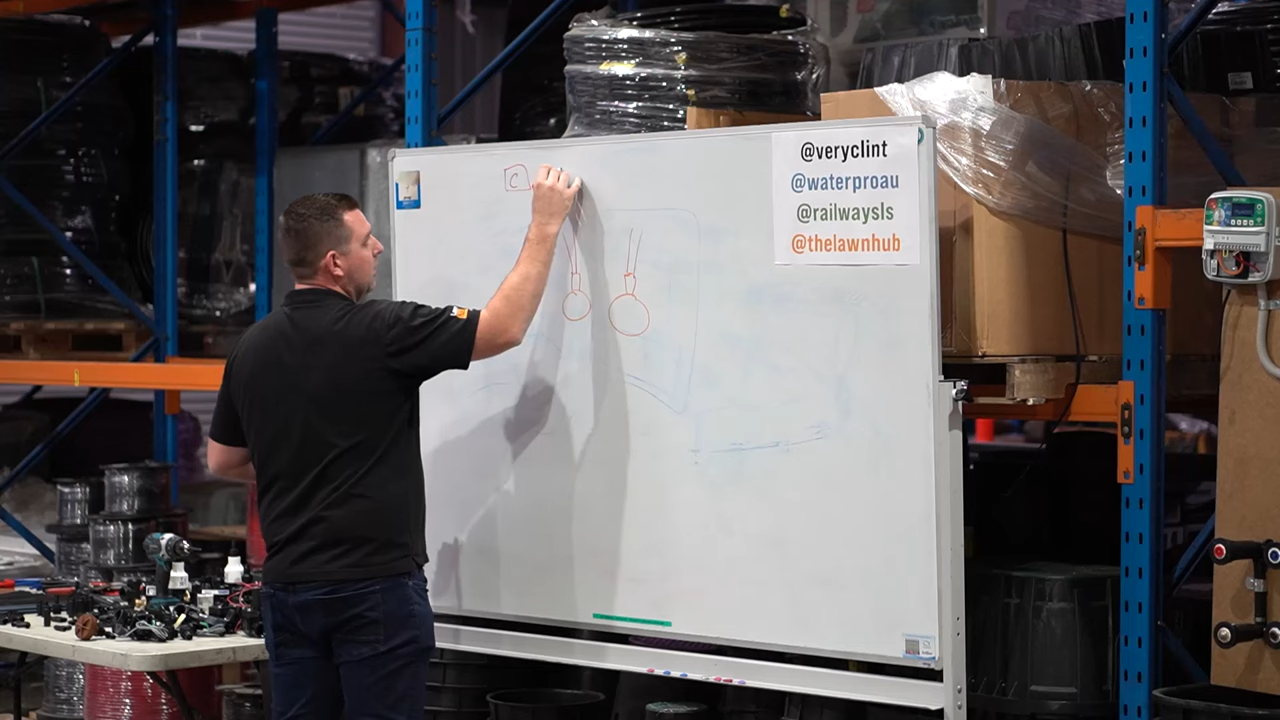 C
@veryclint
@waterproau
@railwaysls
@thelawnhub